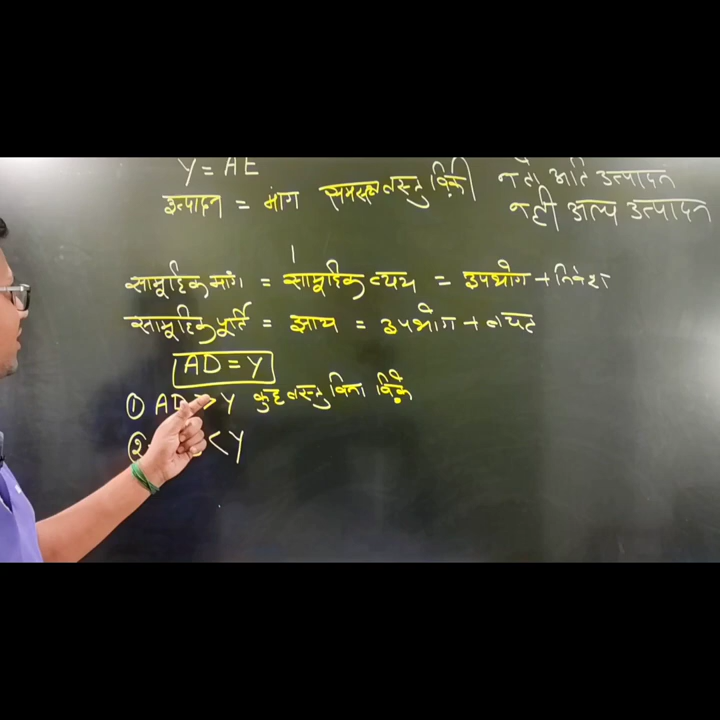 Y = AE
उत्पादन = मांग समस्त वस्तु बिक्री
न तो अति उत्पादन
नही अल्प उत्पादन
सामूहिक मांग = सामूहिक व्यय = उपभोग + निवेश
सामूहिक पूर्ति = आय = उपभोग + बचत
AD = Y
① AD > Y कुछ वस्तु बिना बिके
② < Y